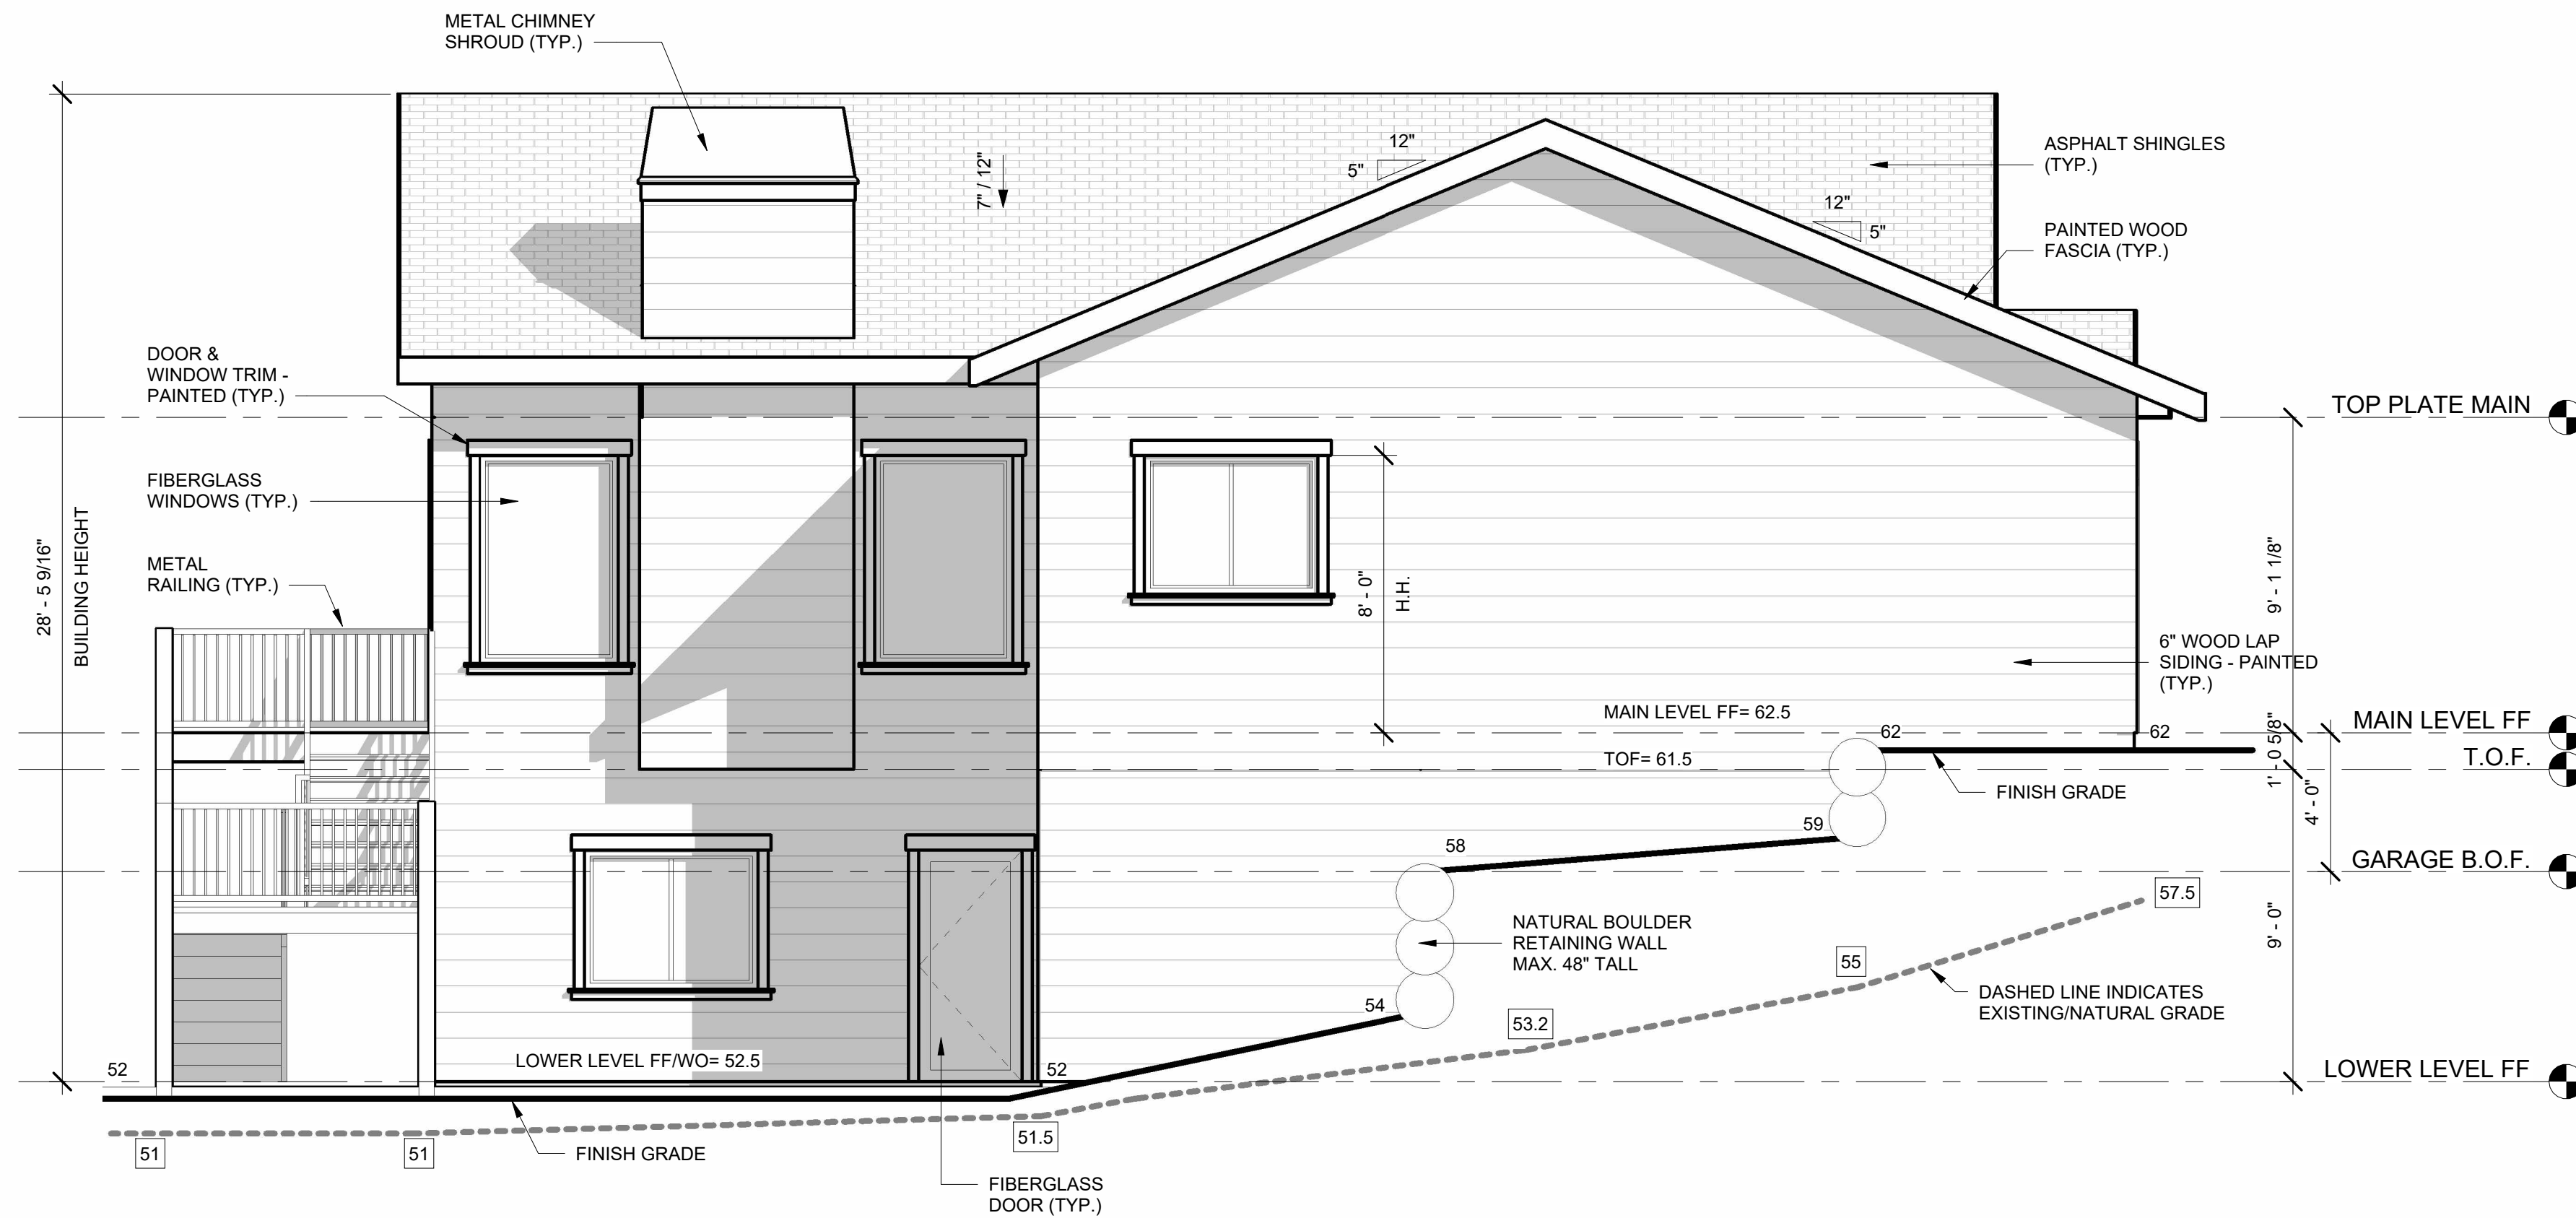 METAL CHIMNEY
SHROUD (TYP.)
12"
5"
7" / 12"
12"
5"
ASPHALT SHINGLES
(TYP.)
PAINTED WOOD
FASCIA (TYP.)
DOOR &
WINDOW TRIM -
PAINTED (TYP.)
TOP PLATE MAIN
FIBERGLASS
WINDOWS (TYP.)
28' - 5 9/16"
BUILDING HEIGHT
METAL
RAILING (TYP.)
8' - 0"
H.H.
9' - 1 1/8"
6" WOOD LAP
SIDING - PAINTED
(TYP.)
MAIN LEVEL FF= 62.5
62
62
MAIN LEVEL FF
1' - 0 5/8"
TOF= 61.5
T.O.F.
FINISH GRADE
4' - 0"
59
58
GARAGE B.O.F.
57.5
9' - 0"
NATURAL BOULDER
RETAINING WALL
MAX. 48" TALL
55
DASHED LINE INDICATES
EXISTING/NATURAL GRADE
54
53.2
LOWER LEVEL FF/WO= 52.5
52
52
LOWER LEVEL FF
51
51
51.5
FINISH GRADE
FIBERGLASS
DOOR (TYP.)